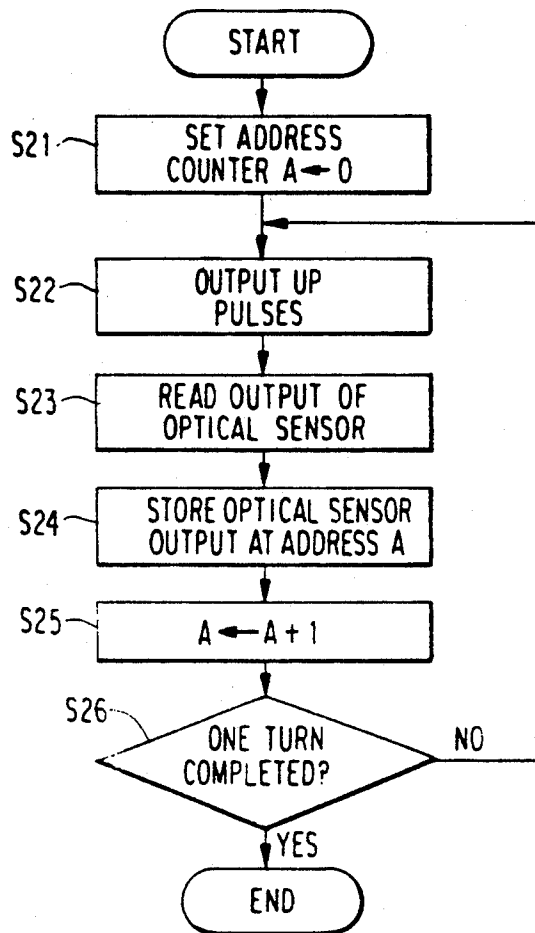 START
S21
SET ADDRESS
COUNTER A ← 0
S22
OUTPUT UP
PULSES
S23
READ OUTPUT OF
OPTICAL SENSOR
S24
STORE OPTICAL SENSOR
OUTPUT AT ADDRESS A
S25
A ← A + 1
S26
ONE TURN
COMPLETED?
NO
YES
END